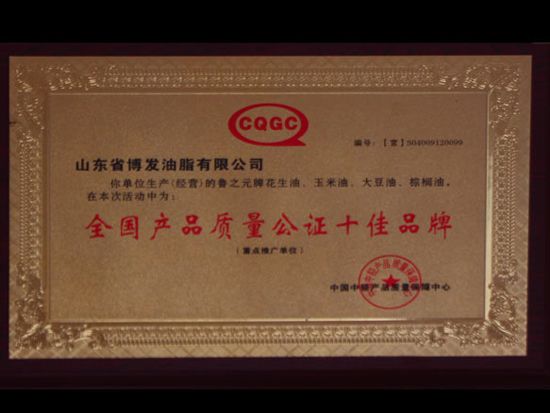 CQGC
编号：【营】S04009120099
山东省博发油脂有限公司
你单位生产(经营)的鲁之元牌花生油、玉米油、大豆油、棕榈油。
在本次活动中为：
全国产品质量公证十佳品牌
(重点推广单位)
中国中轻产品质量保障中心